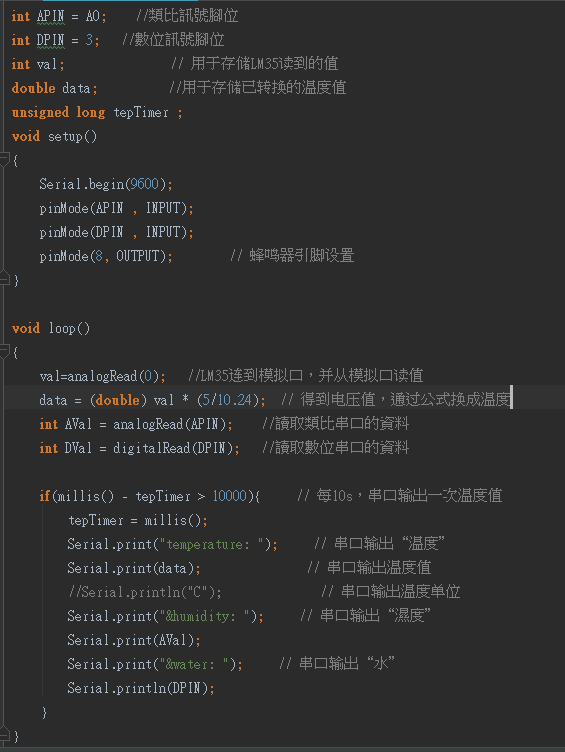 int APIN = A0;    //類比訊號腳位
int DPIN = 3;   //數位訊號腳位
int val;               // 用于存储LM35读到的值
double data;          //用于存储已转换的温度值
unsigned long tepTimer ;
void setup()
{
    Serial.begin(9600);
    pinMode(APIN , INPUT);
    pinMode(DPIN , INPUT);
    pinMode(8, OUTPUT);        // 蜂鸣器引脚设置
}

void loop()
{
    val=analogRead(0);   //LM35连到模拟口，并从模拟口读值
    data = (double) val * (5/10.24);  // 得到电压值，通过公式换成温度
    int AVal = analogRead(APIN);    //讀取類比串口的資料
    int DVal = digitalRead(DPIN);   //讀取數位串口的資料

    if(millis() - tepTimer > 10000){     // 每10s，串口输出一次温度值
        tepTimer = millis();
        Serial.print("temperature: ");     // 串口输出“温度”
        Serial.print(data);               // 串口输出温度值
        //Serial.println("C");              // 串口输出温度单位
        Serial.print("&humidity: ");     // 串口输出“濕度”
        Serial.print(AVal);
        Serial.print("&water: ");     // 串口输出“水”
        Serial.println(DPIN);
    }
}